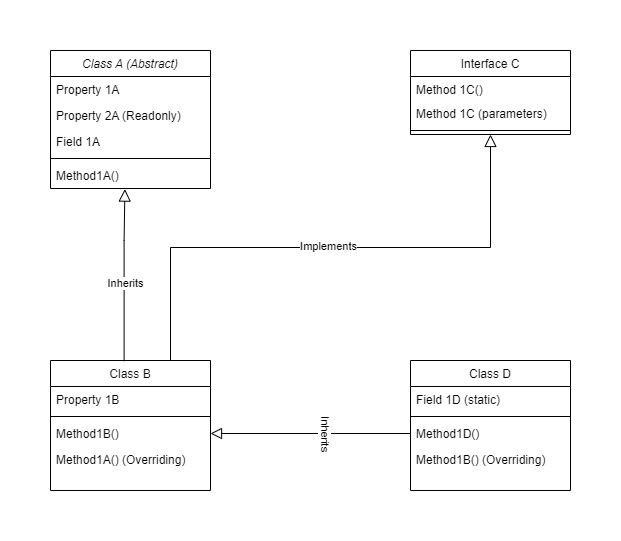 Class A (Abstract)
Property 1A
Property 2A (Readonly)
Field 1A
Method1A()
Interface C
Method 1C()
Method 1C (parameters)
Implements
Inherits
Class B
Property 1B
Method1B()
Method1A() (Overriding)
Inherits
Class D
Field 1D (static)
Method1D()
Method1B() (Overriding)